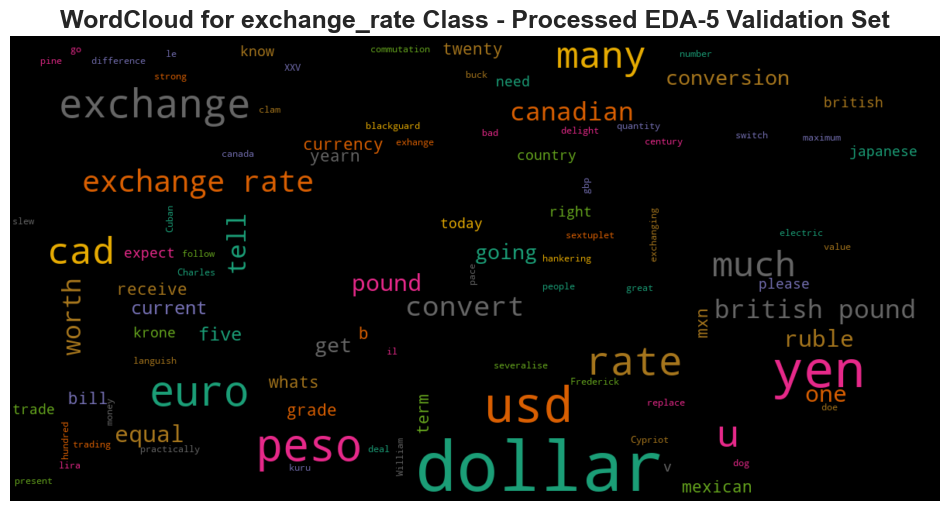 WordCloud for exchange_rate Class - Processed EDA-5 Validation Set
go
pine
difference
le
know
XXV
commutation
twenty
many
number
strong
buck
need
conversion
exchange
clam
canadian
british
blackguard
bad
delight
quantity
century
switch
maximum
currency
exhange
canada
yearn
country
japanese
exchange rate
gbp
slew
Cuban
tell
today
right
sextuplet
exchanging
electric
value
cad
expect
follow
going
hankering
much
Charles
pace
people
great
please
worth
receive
pound
current
convert
british pound
krone
five
b
mxn
get
il
ruble
languish
severalise
rate
yen
euro
whats
Frederick
one
doe
trade
bill
money
grade
term
usd
replace
hundred
trading
equal
practically
peso
deal
William
Cypriot
u
lira
kuru
dollar
v
dog
present
mexican